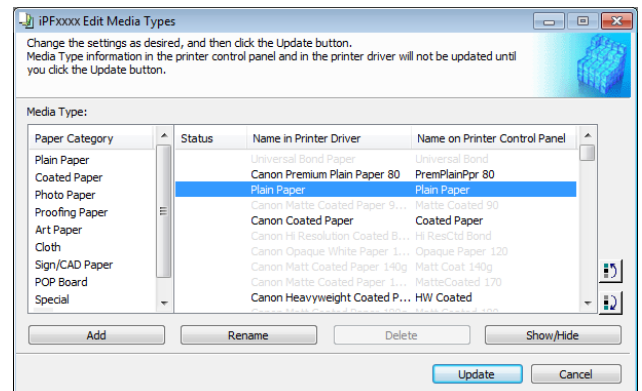 iPFxxxx Edit Media Types
Change the settings as desired, and then click the Update button.
Media Type information in the printer control panel and in the printer driver will not be updated until
you click the Update button.
Media Type:
Paper Category Status Name in Printer Driver Name on Printer Control Panel
Universal Bond Paper Universal Bond
Plain Paper Canon Premium Plain Paper 80 PremPlainPpr 80
Coated Paper Plain Paper Plain Paper
Photo Paper Canon Matte Coated Paper 9... Matte Coated 90
Proofing Paper Canon Coated Paper Coated Paper
Art Paper Canon Hi Resolution Coated B... Hi ResCtd Bond
Cloth Canon Opaque White Paper 1... Opaque Paper 120
Sign/CAD Paper Canon Matt Coated Paper 140g Matt Coat 140g
POP Board Canon Matte Coated Paper 1... MatteCoated 170
Special Canon Heavyweight Coated P... HW Coated
Add Rename Delete Show/Hide
Update Cancel